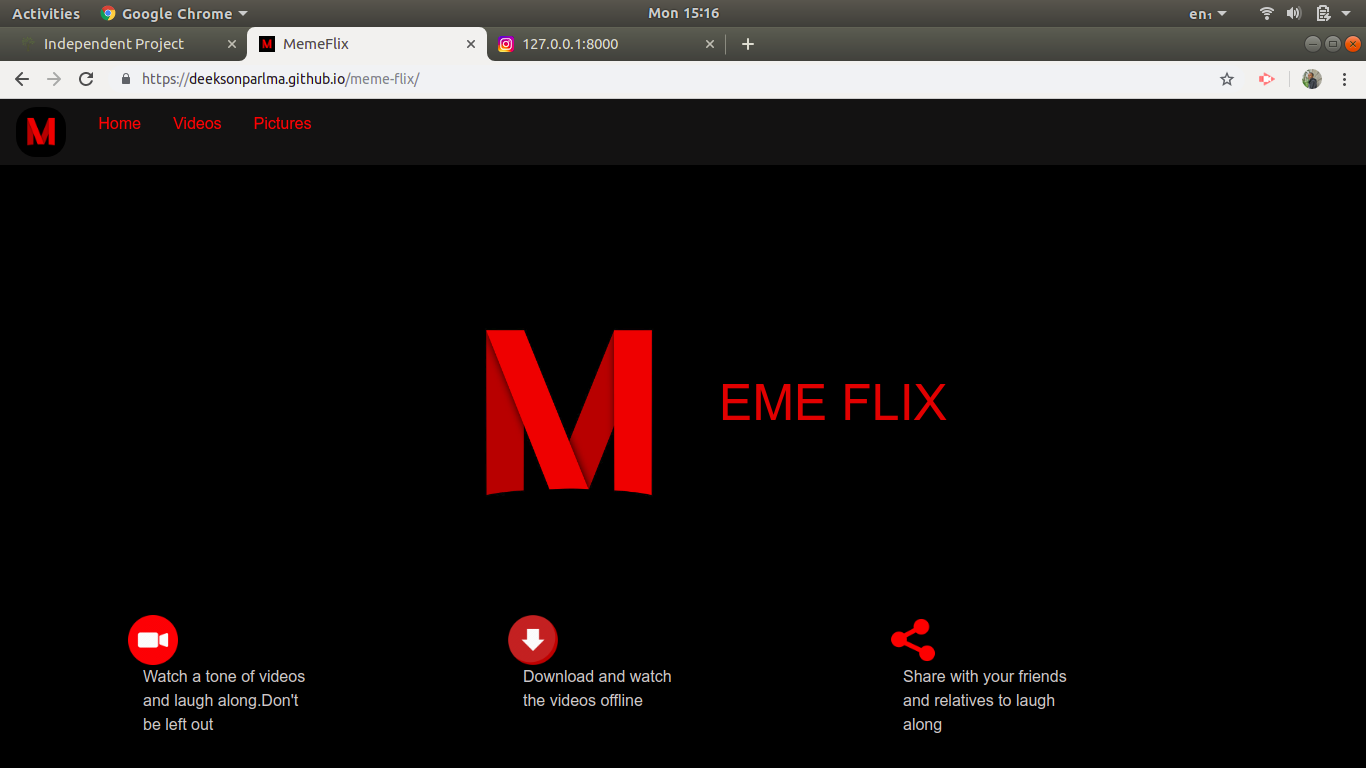 Activities Google Chrome Mon 15:16 en₁
Independent Project MemeFlix 127.0.0.1:8000
https://deeksonparlma.github.io/meme-flix/
M Home Videos Pictures
M EME FLIX
Watch a tone of videos
and laugh along.Don't
be left out
Download and watch
the videos offline
Share with your friends
and relatives to laugh
along